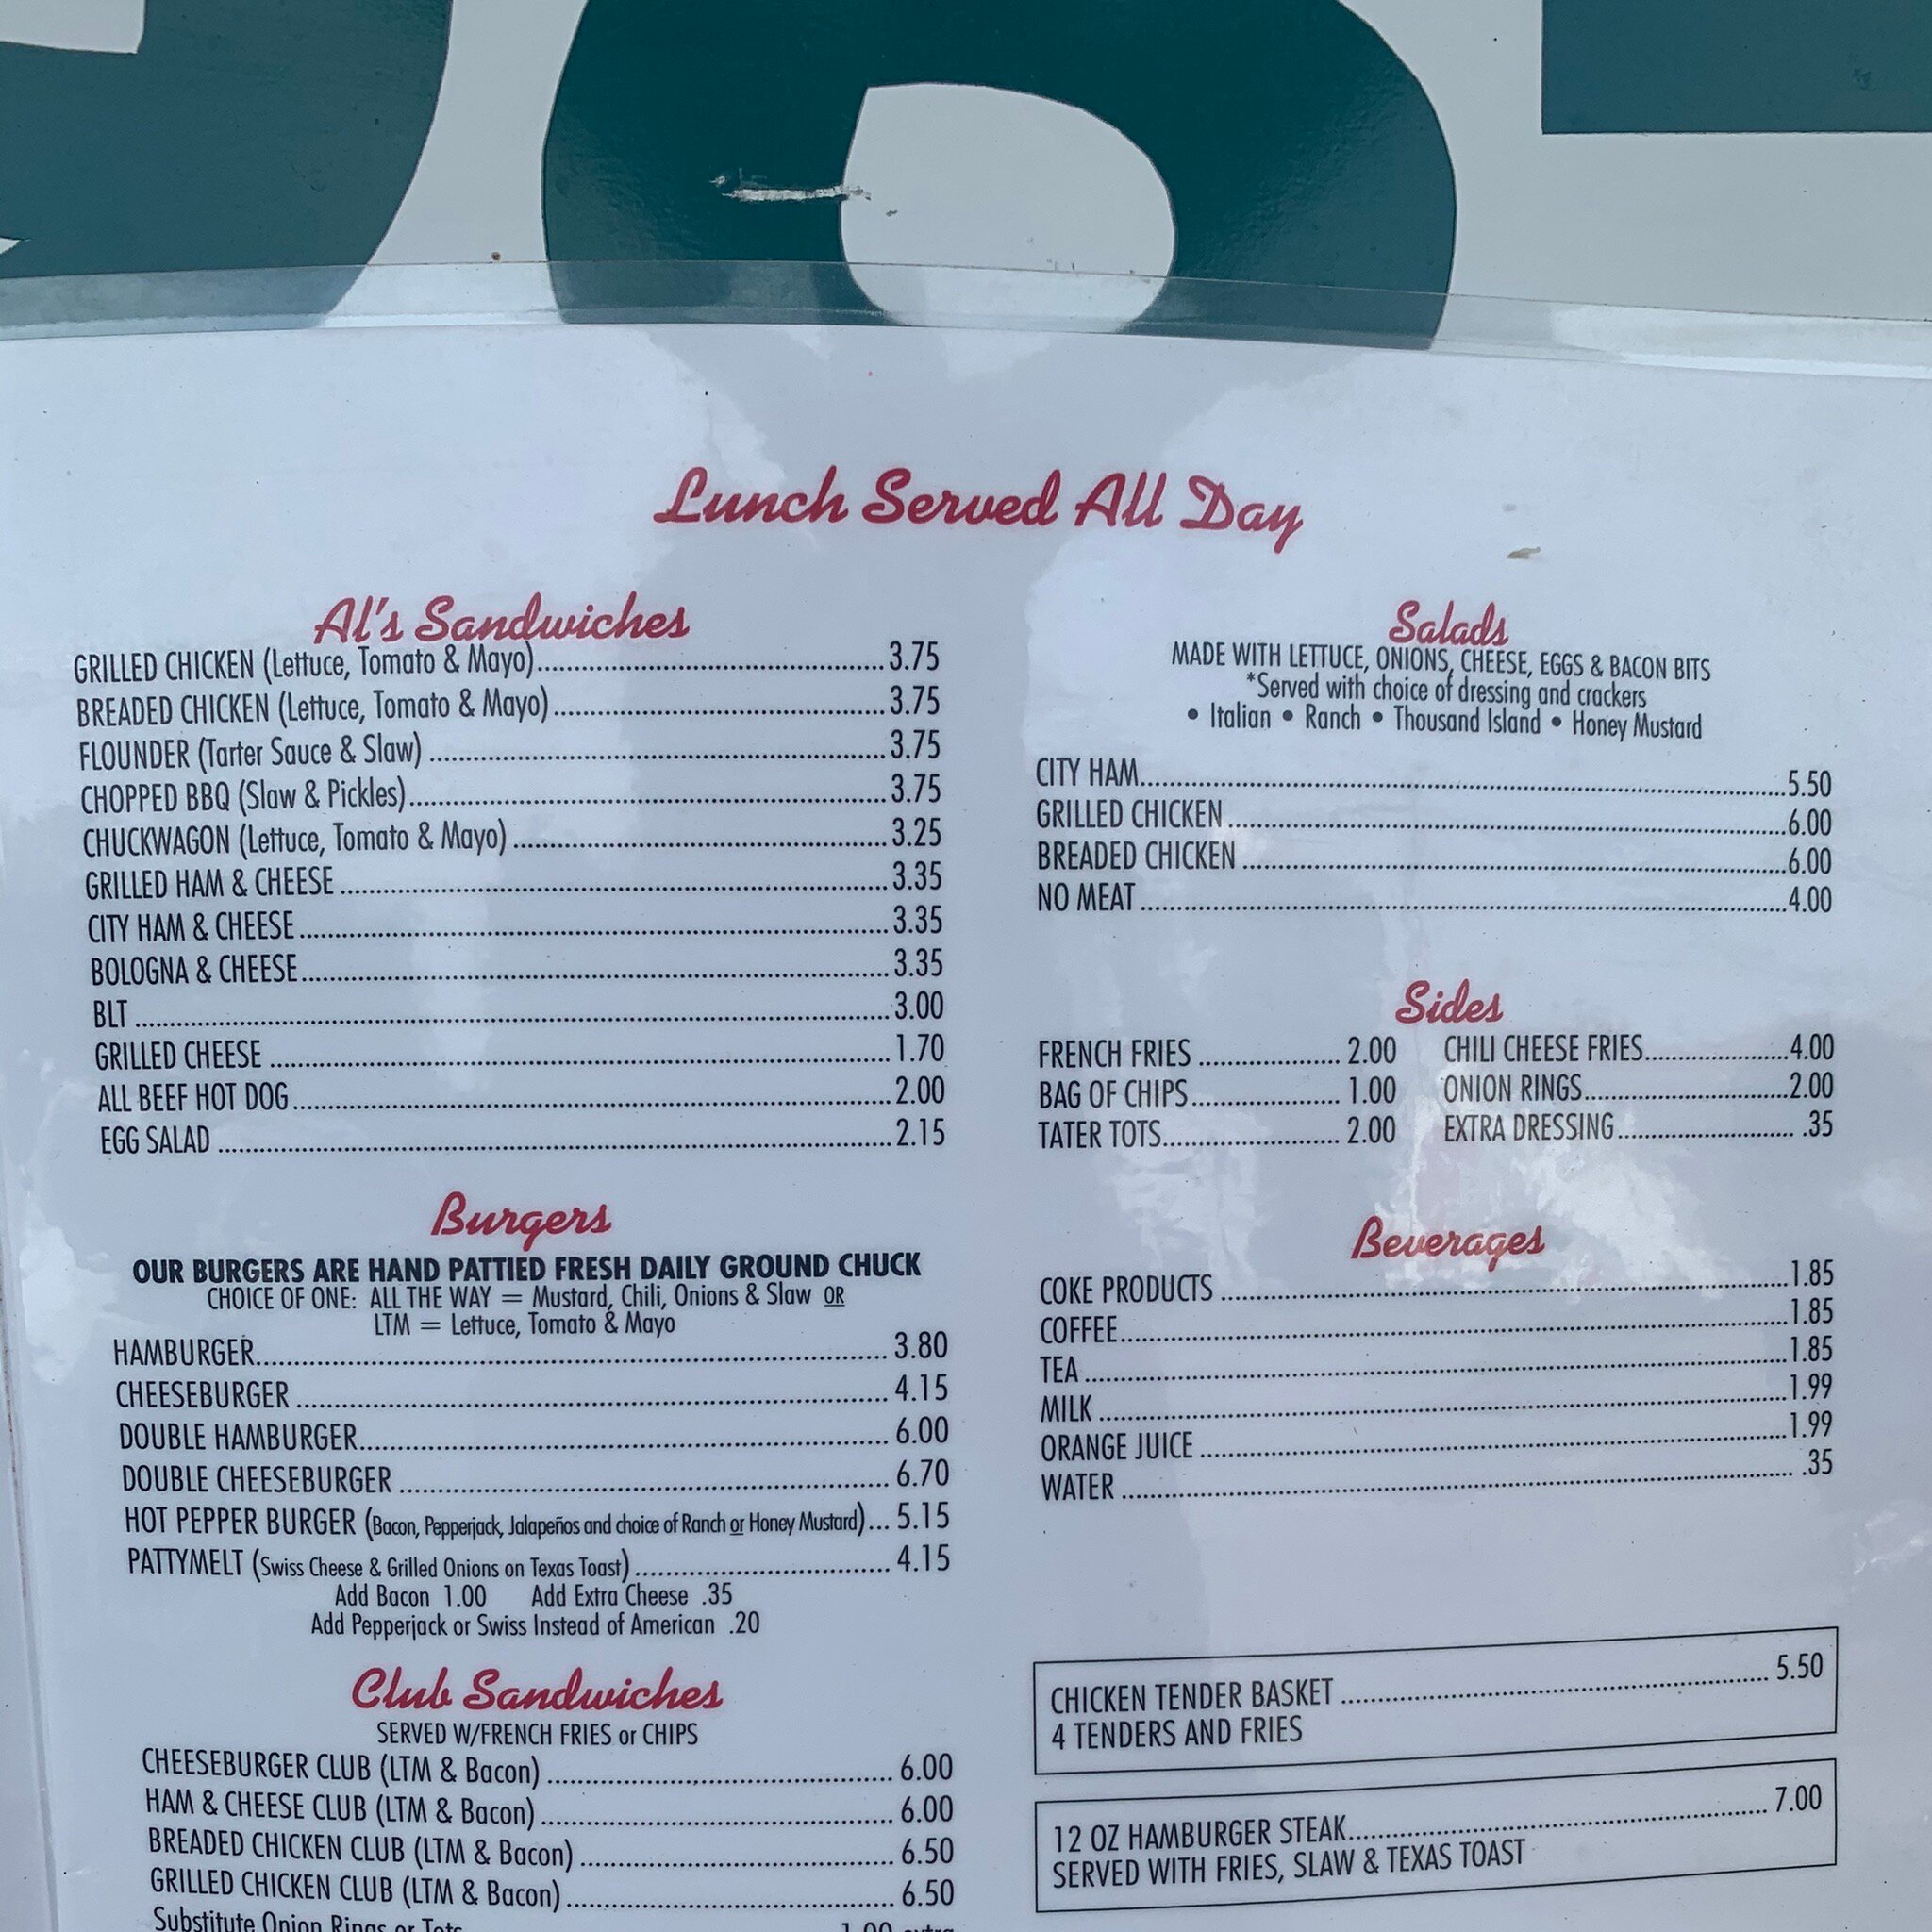 Lunch Served All Day
Al's Sandwiches
GRILLED CHICKEN (Lettuce, Tomato & Mayo) 3.75
BREADED CHICKEN (Lettuce, Tomato & Mayo) 3.75
FLOUNDER (Tarter Sauce & Slaw) 3.75
CHOPPED BBQ (Slaw & Pickles) 3.75
CHUCKWAGON (Lettuce, Tomato & Mayo) 3.25
GRILLED HAM & CHEESE 3.35
CITY HAM & CHEESE 3.35
BOLOGNA & CHEESE 3.35
BLT 3.00
GRILLED CHEESE 1.70
ALL BEEF HOT DOG 2.00
EGG SALAD 2.15
Burgers
OUR BURGERS ARE HAND PATTIED FRESH DAILY GROUND CHUCK
CHOICE OF ONE: ALL THE WAY = Mustard, Chili, Onions & Slaw OR
LTM = Lettuce, Tomato & Mayo
HAMBURGER 3.80
CHEESEBURGER 4.15
DOUBLE HAMBURGER 6.00
DOUBLE CHEESEBURGER 6.70
HOT PEPPER BURGER (Bacon, Pepperjack, Jalapeños and choice of Ranch or Honey Mustard) 5.15
PATTYMELT (Swiss Cheese & Grilled Onions on Texas Toast) 4.15
Add Bacon 1.00 Add Extra Cheese .35
Add Pepperjack or Swiss Instead of American .20
Club Sandwiches
SERVED W/FRENCH FRIES or CHIPS
CHEESEBURGER CLUB (LTM & Bacon) 6.00
HAM & CHEESE CLUB (LTM & Bacon) 6.00
BREADED CHICKEN CLUB (LTM & Bacon) 6.50
GRILLED CHICKEN CLUB (LTM & Bacon) 6.50
Substitute Onion Rings or Tots 1.00 extra
Salads
MADE WITH LETTUCE, ONIONS, CHEESE, EGGS & BACON BITS
*Served with choice of dressing and crackers
• Italian • Ranch • Thousand Island • Honey Mustard
CITY HAM 5.50
GRILLED CHICKEN 6.00
BREADED CHICKEN 6.00
NO MEAT 4.00
Sides
FRENCH FRIES 2.00 CHILI CHEESE FRIES 4.00
BAG OF CHIPS 1.00 ONION RINGS 2.00
TATER TOTS 2.00 EXTRA DRESSING .35
Beverages
COKE PRODUCTS 1.85
COFFEE 1.85
TEA 1.85
MILK 1.99
ORANGE JUICE 1.99
WATER .35
CHICKEN TENDER BASKET 5.50
4 TENDERS AND FRIES
12 OZ HAMBURGER STEAK 7.00
SERVED WITH FRIES, SLAW & TEXAS TOAST